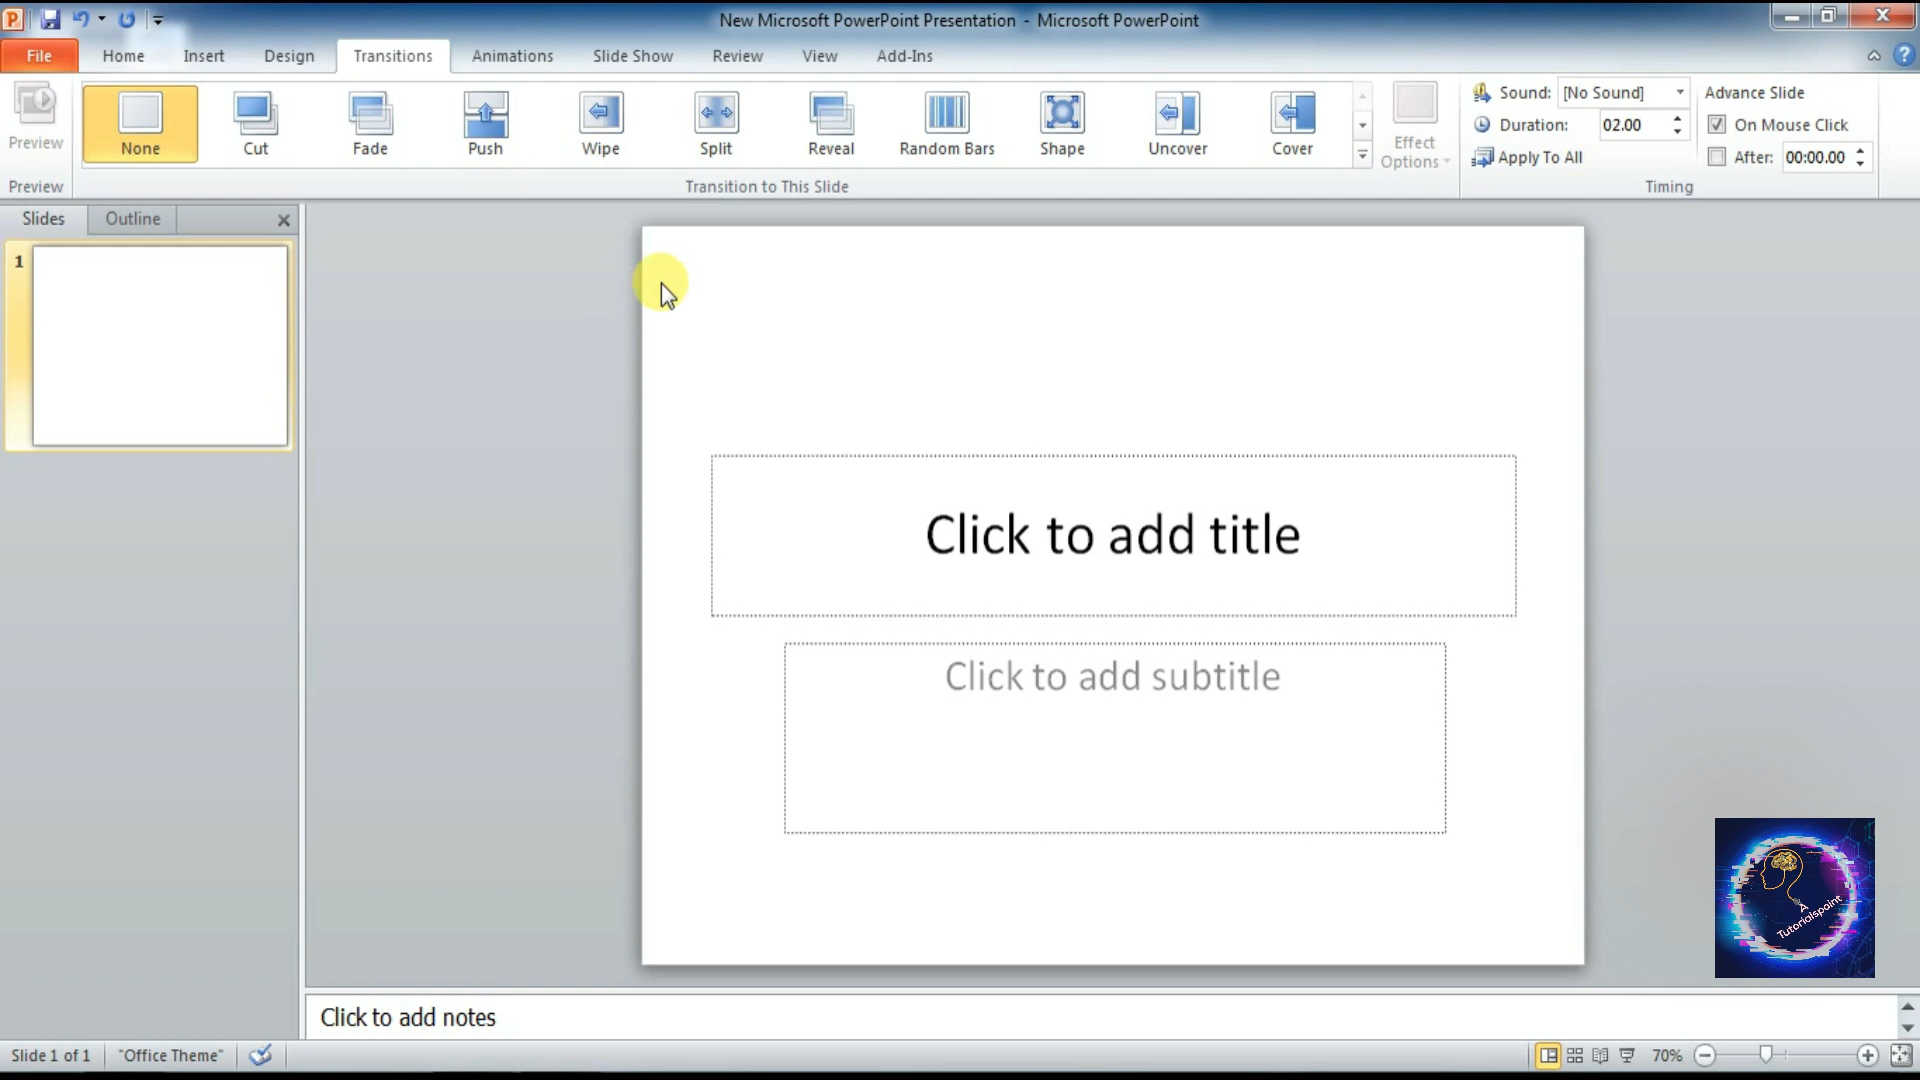 New Microsoft PowerPoint Presentation - Microsoft PowerPoint
File Home Insert Design Transitions Animations Slide Show Review View Add-Ins
Preview
None Cut Fade Push Wipe Split Reveal Random Bars Shape Uncover Cover
Effect
Options
Sound: [No Sound]
Duration: 02.00
Apply To All
Advance Slide
On Mouse Click
After: 00:00.00
Preview
Transition to This Slide
Timing
Slides Outline
1
Click to add title
Click to add subtitle
A
Tutorialspoint
Click to add notes
Slide 1 of 1 "Office Theme" 70%